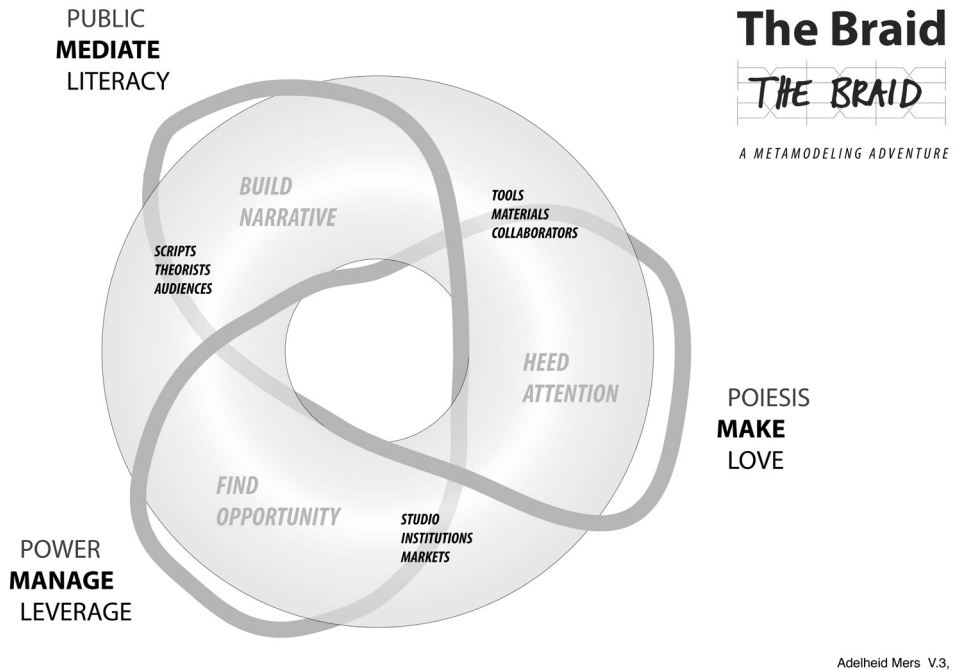 PUBLIC
MEDIATE
LITERACY
The Braid
THE BRAID
A METAMODELING ADVENTURE
BUILD
NARRATIVE
TOOLS
MATERIALS
COLLABORATORS
SCRIPTS
THEORISTS
AUDIENCES
HEED
ATTENTION
POIESIS
MAKE
LOVE
FIND
OPPORTUNITY
STUDIO
INSTITUTIONS
MARKETS
POWER
MANAGE
LEVERAGE
Adelheid Mers V.3,